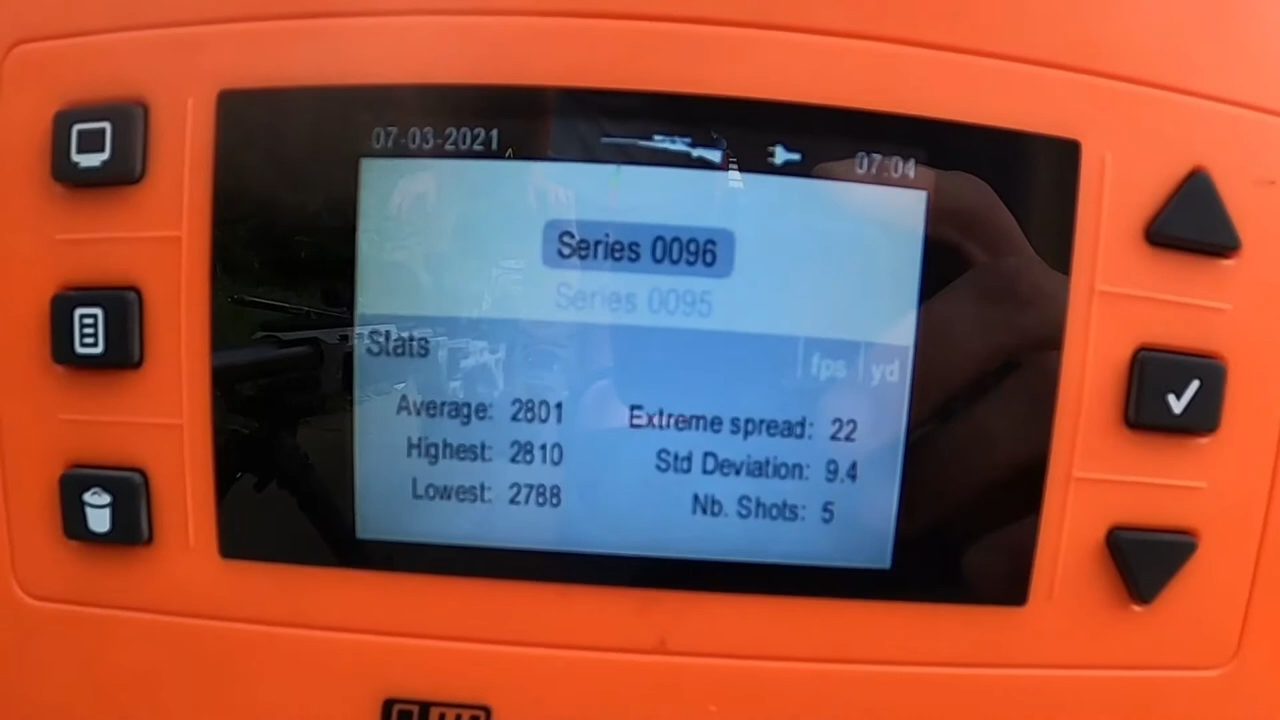 07-03-2021 07:04
Series 0096
Series 0095
Stats fps yd
Average: 2801 Extreme spread: 22
Highest: 2810 Std Deviation: 9.4
Lowest: 2788 Nb. Shots: 5